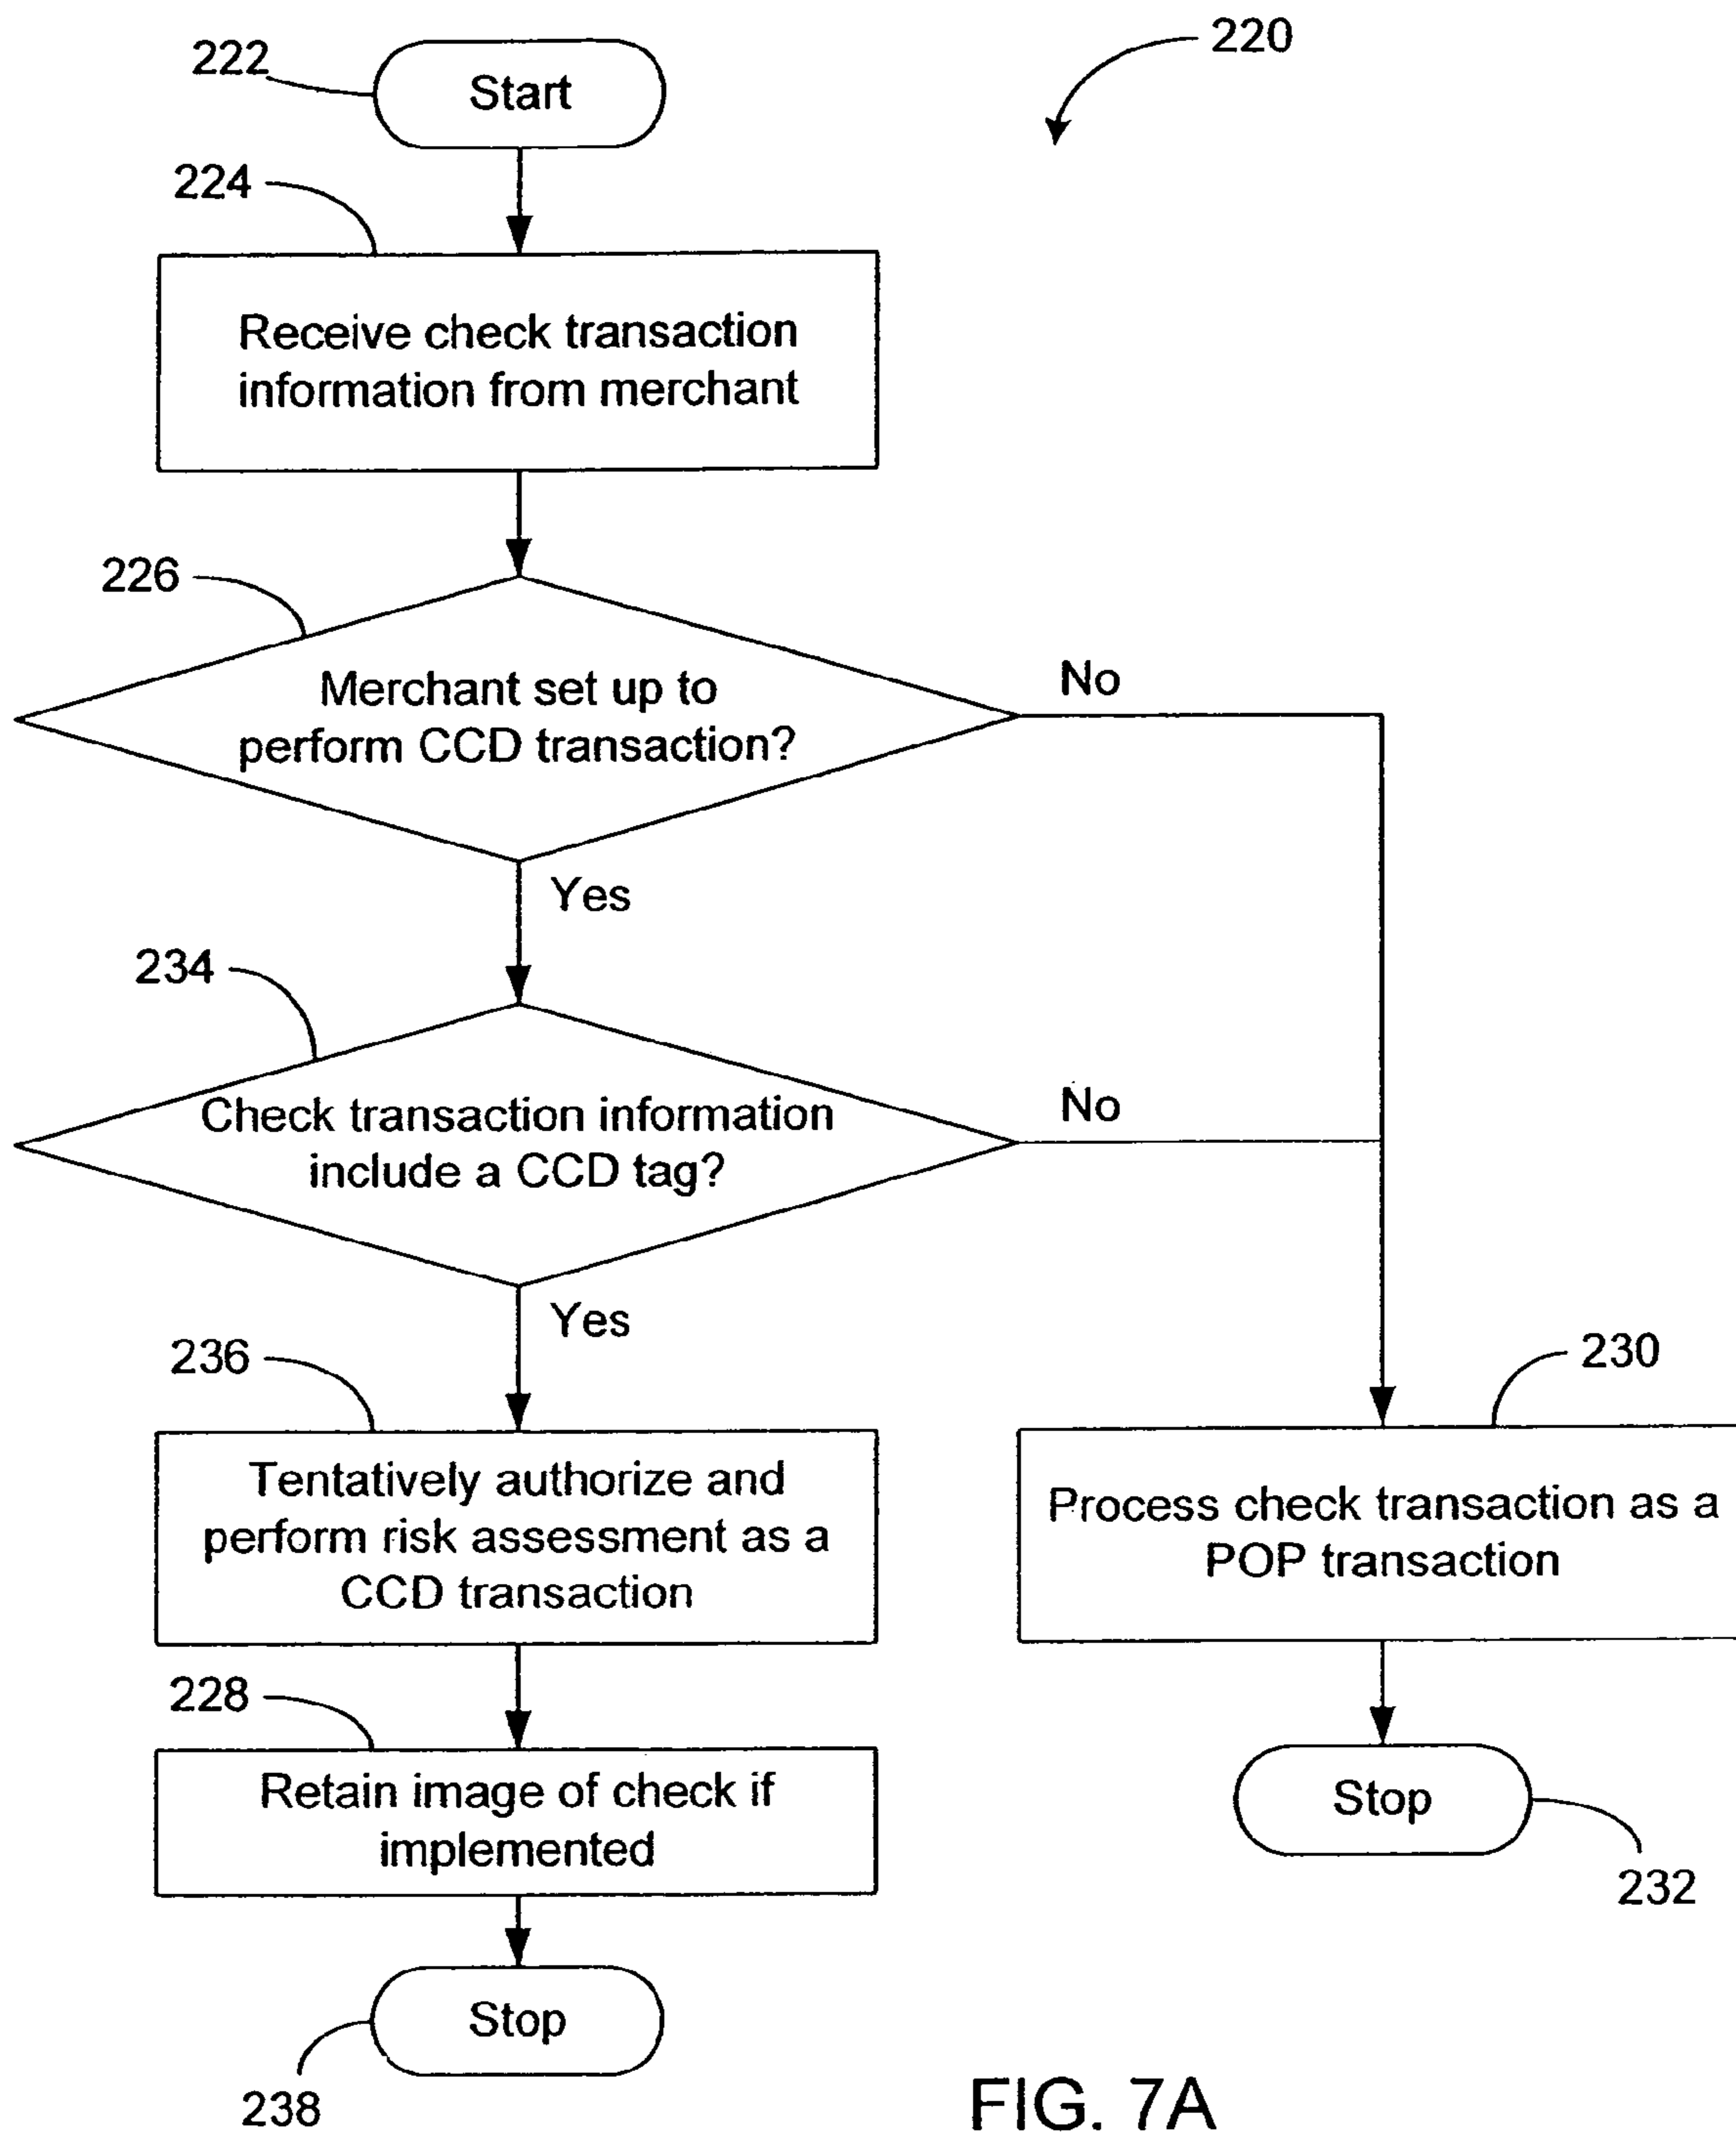 220
222
Start
224
Receive check transaction
information from merchant
226
Merchant set up to
perform CCD transaction?
No
Yes
234
Check transaction information
include a CCD tag?
No
Yes
236
Tentatively authorize and
perform risk assessment as a
CCD transaction
230
Process check transaction as a
POP transaction
228
Retain image of check if
implemented
Stop
232
Stop
238
FIG. 7A